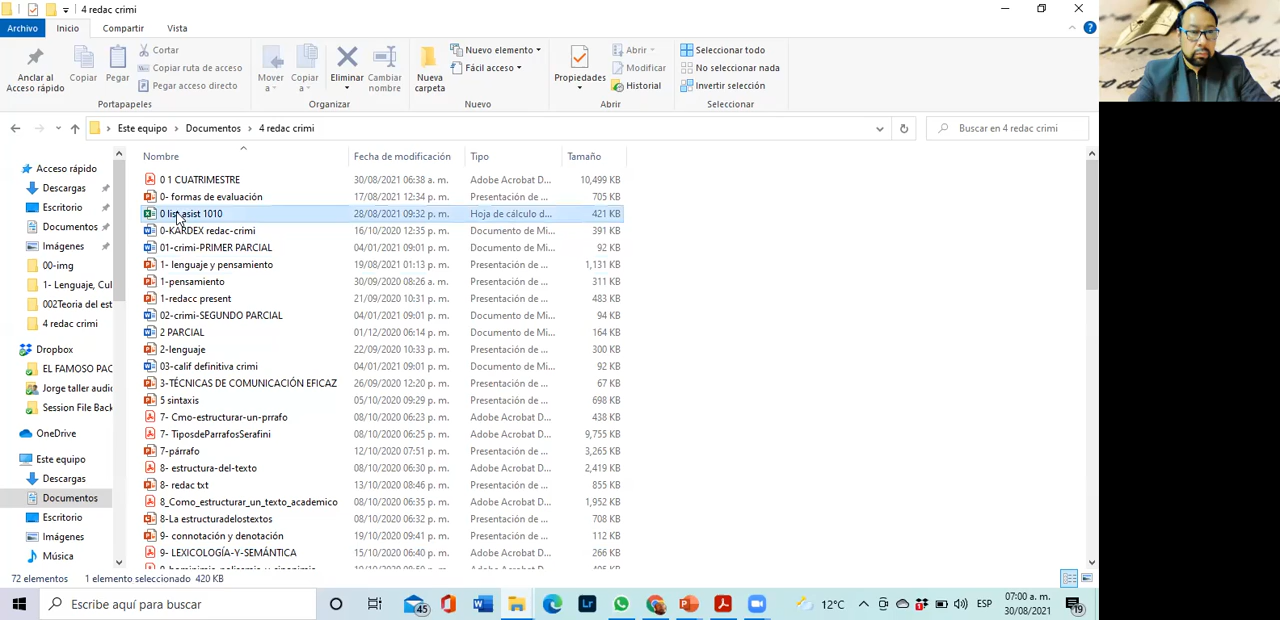 4 redac crimi
Archivo Inicio Compartir Vista
Anclar al
Acceso rápido
Copiar
Pegar
Cortar
Copiar ruta de acceso
Pegar acceso directo
Portapapeles
Mover
a
Copiar
a
Eliminar
Cambiar
nombre
Organizar
Nueva
carpeta
Nuevo elemento
Fácil acceso
Nuevo
Propiedades
Abrir
Modificar
Historial
Abrir
Seleccionar todo
No seleccionar nada
Invertir selección
Seleccionar
Este equipo Documentos 4 redac crimi
Buscar en 4 redac crimi
Acceso rápido
Descargas
Escritorio
Documentos
Imágenes
00-img
1- Lenguaje, Cul
002Teoria del est
4 redac crimi
Dropbox
EL FAMOSO PAC
Jorge taller audio
Session File Back
OneDrive
Este equipo
Descargas
Documentos
Escritorio
Imágenes
Música
Nombre Fecha de modificación Tipo Tamaño
0 1 CUATRIMESTRE 30/08/2021 06:38 a. m. Adobe Acrobat D... 10,499 KB
0- formas de evaluación 17/08/2021 12:34 p. m. Presentación de ... 705 KB
0 list asist 1010 28/08/2021 09:32 p. m. Hoja de cálculo d... 421 KB
0-KARDEX redac-crimi 16/10/2020 12:35 p. m. Documento de Mi... 391 KB
01-crimi-PRIMER PARCIAL 04/01/2021 09:01 p. m. Documento de Mi... 92 KB
1- lenguaje y pensamiento 19/08/2021 01:13 p. m. Presentación de ... 1,131 KB
1-pensamiento 30/09/2020 08:26 a. m. Presentación de ... 311 KB
1-redacc present 21/09/2020 10:31 p. m. Presentación de ... 483 KB
02-crimi-SEGUNDO PARCIAL 04/01/2021 09:01 p. m. Documento de Mi... 94 KB
2 PARCIAL 01/12/2020 06:14 p. m. Documento de Mi... 164 KB
2-lenguaje 22/09/2020 10:33 p. m. Presentación de ... 300 KB
03-calif definitiva crimi 04/01/2021 09:01 p. m. Documento de Mi... 92 KB
3-TÉCNICAS DE COMUNICACIÓN EFICAZ 26/09/2020 12:20 p. m. Presentación de ... 67 KB
5 sintaxis 05/10/2020 09:29 p. m. Presentación de ... 698 KB
7- Cmo-estructurar-un-prrafo 08/10/2020 06:23 p. m. Adobe Acrobat D... 438 KB
7- TiposdeParrafosSerafini 08/10/2020 06:25 p. m. Adobe Acrobat D... 9,755 KB
7-párrafo 12/10/2020 07:51 p. m. Presentación de ... 3,265 KB
8- estructura-del-texto 08/10/2020 06:30 p. m. Adobe Acrobat D... 2,419 KB
8- redac txt 13/10/2020 08:46 p. m. Presentación de ... 855 KB
8_Como_estructurar_un_texto_academico 08/10/2020 06:35 p. m. Adobe Acrobat D... 1,952 KB
8-La estructuradelostextos 08/10/2020 06:32 p. m. Presentación de ... 708 KB
9- connotación y denotación 19/10/2020 09:41 p. m. Presentación de ... 112 KB
9- LEXICOLOGÍA-Y-SEMÁNTICA 15/10/2020 06:40 p. m. Adobe Acrobat D... 266 KB
72 elementos 1 elemento seleccionado 420 KB
Escribe aquí para buscar
45
12°C
ESP
07:00 a. m.
30/08/2021
19